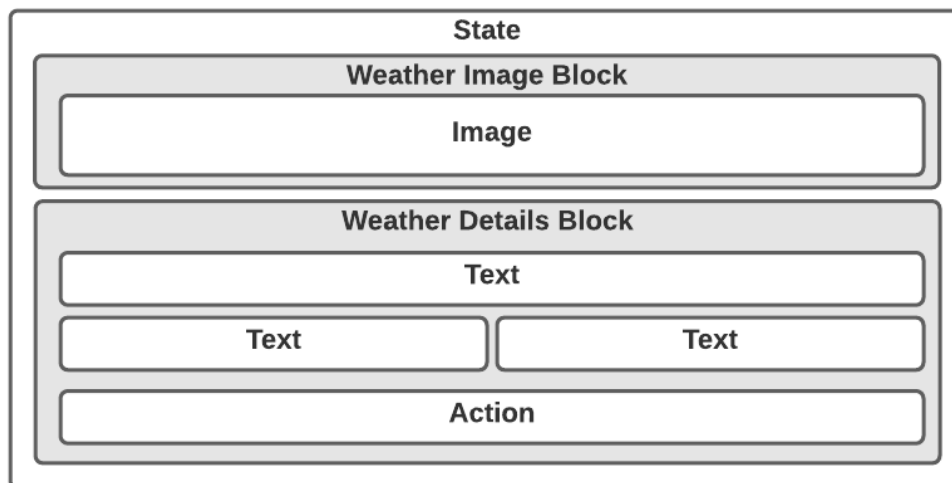 State
Weather Image Block
Image
Weather Details Block
Text
Text Text
Action